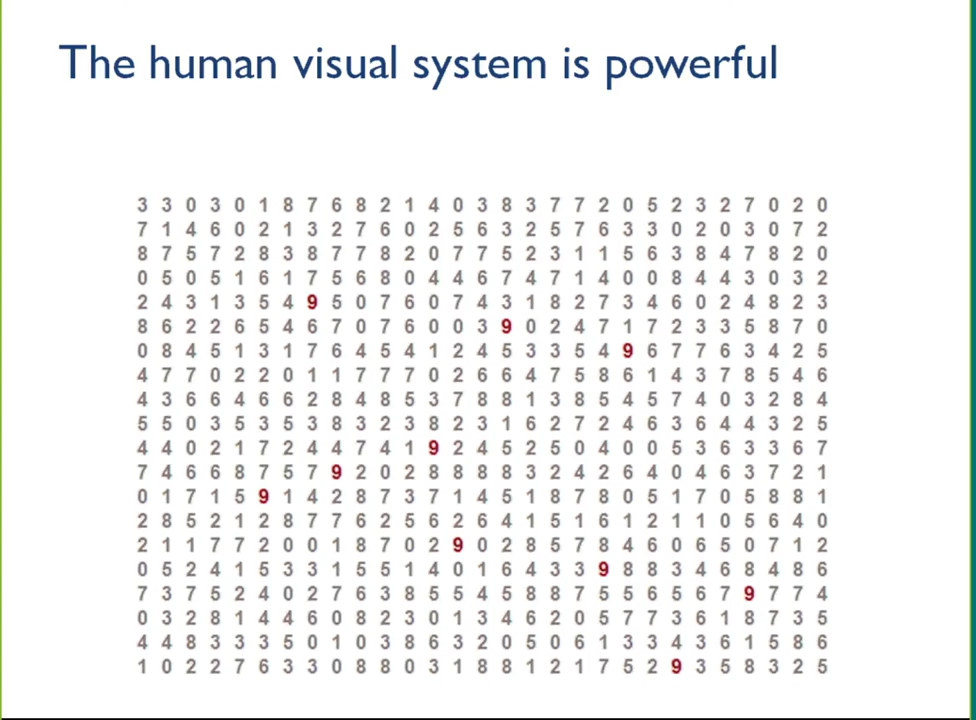 The human visual system is powerful
3 3 0 3 0 1 8 7 6 8 2 1 4 0 3 8 3 7 7 2 0 5 2 3 2 7 0 2 0
7 1 4 6 0 2 1 3 2 7 6 0 2 5 6 3 2 5 7 6 3 3 0 2 0 3 0 7 2
8 7 5 7 2 8 3 8 7 7 8 2 0 7 7 5 2 3 1 1 5 6 3 8 4 7 8 2 0
0 5 0 5 1 6 1 7 5 6 8 0 4 4 6 7 4 7 1 4 0 0 8 4 4 3 0 3 2
2 4 3 1 3 5 4 9 5 0 7 6 0 7 4 3 1 8 2 7 3 4 6 0 2 4 8 2 3
8 6 2 2 6 5 4 6 7 0 7 6 0 0 3 9 0 2 4 7 1 7 2 3 3 5 8 7 0
0 8 4 5 1 3 1 7 6 4 5 4 1 2 4 5 3 3 5 4 9 6 7 7 6 3 4 2 5
4 7 7 0 2 2 0 1 1 7 7 7 0 2 6 6 4 7 5 8 6 1 4 3 7 8 5 4 6
4 3 6 6 4 6 6 2 8 4 8 5 3 7 8 8 1 3 8 5 4 5 7 4 0 3 2 8 4
5 5 0 3 5 3 5 3 8 3 2 3 8 2 3 1 6 2 7 2 4 6 3 6 4 4 3 2 5
4 4 0 2 1 7 2 4 4 7 4 1 9 2 4 5 2 5 0 4 0 0 5 3 6 3 3 6 7
7 4 6 6 8 7 5 7 9 2 0 2 8 8 8 8 3 2 4 2 6 4 0 4 6 3 7 2 1
0 1 7 1 5 9 1 4 2 8 7 3 7 1 4 5 1 8 7 8 0 5 1 7 0 5 8 8 1
2 8 5 2 1 2 8 7 7 6 2 5 6 2 6 4 1 5 1 6 1 2 1 1 0 5 6 4 0
2 1 1 7 7 2 0 0 1 8 7 0 2 9 0 2 8 5 7 8 4 6 0 6 5 0 7 1 2
0 5 2 4 1 5 3 3 1 5 5 1 4 0 1 6 4 3 3 9 8 8 3 4 6 8 4 8 6
7 3 7 5 2 4 0 2 7 6 3 8 5 5 4 5 8 8 7 5 5 6 5 6 7 9 7 7 4
0 3 2 8 1 4 4 6 0 8 2 3 0 1 3 4 6 2 0 5 7 7 3 6 1 8 7 3 5
4 4 8 3 3 3 5 0 1 0 3 8 6 3 2 0 5 0 6 1 3 3 4 3 6 1 5 8 6
1 0 2 2 7 6 3 3 0 8 8 0 3 1 8 8 1 2 1 7 5 2 9 3 5 8 3 2 5